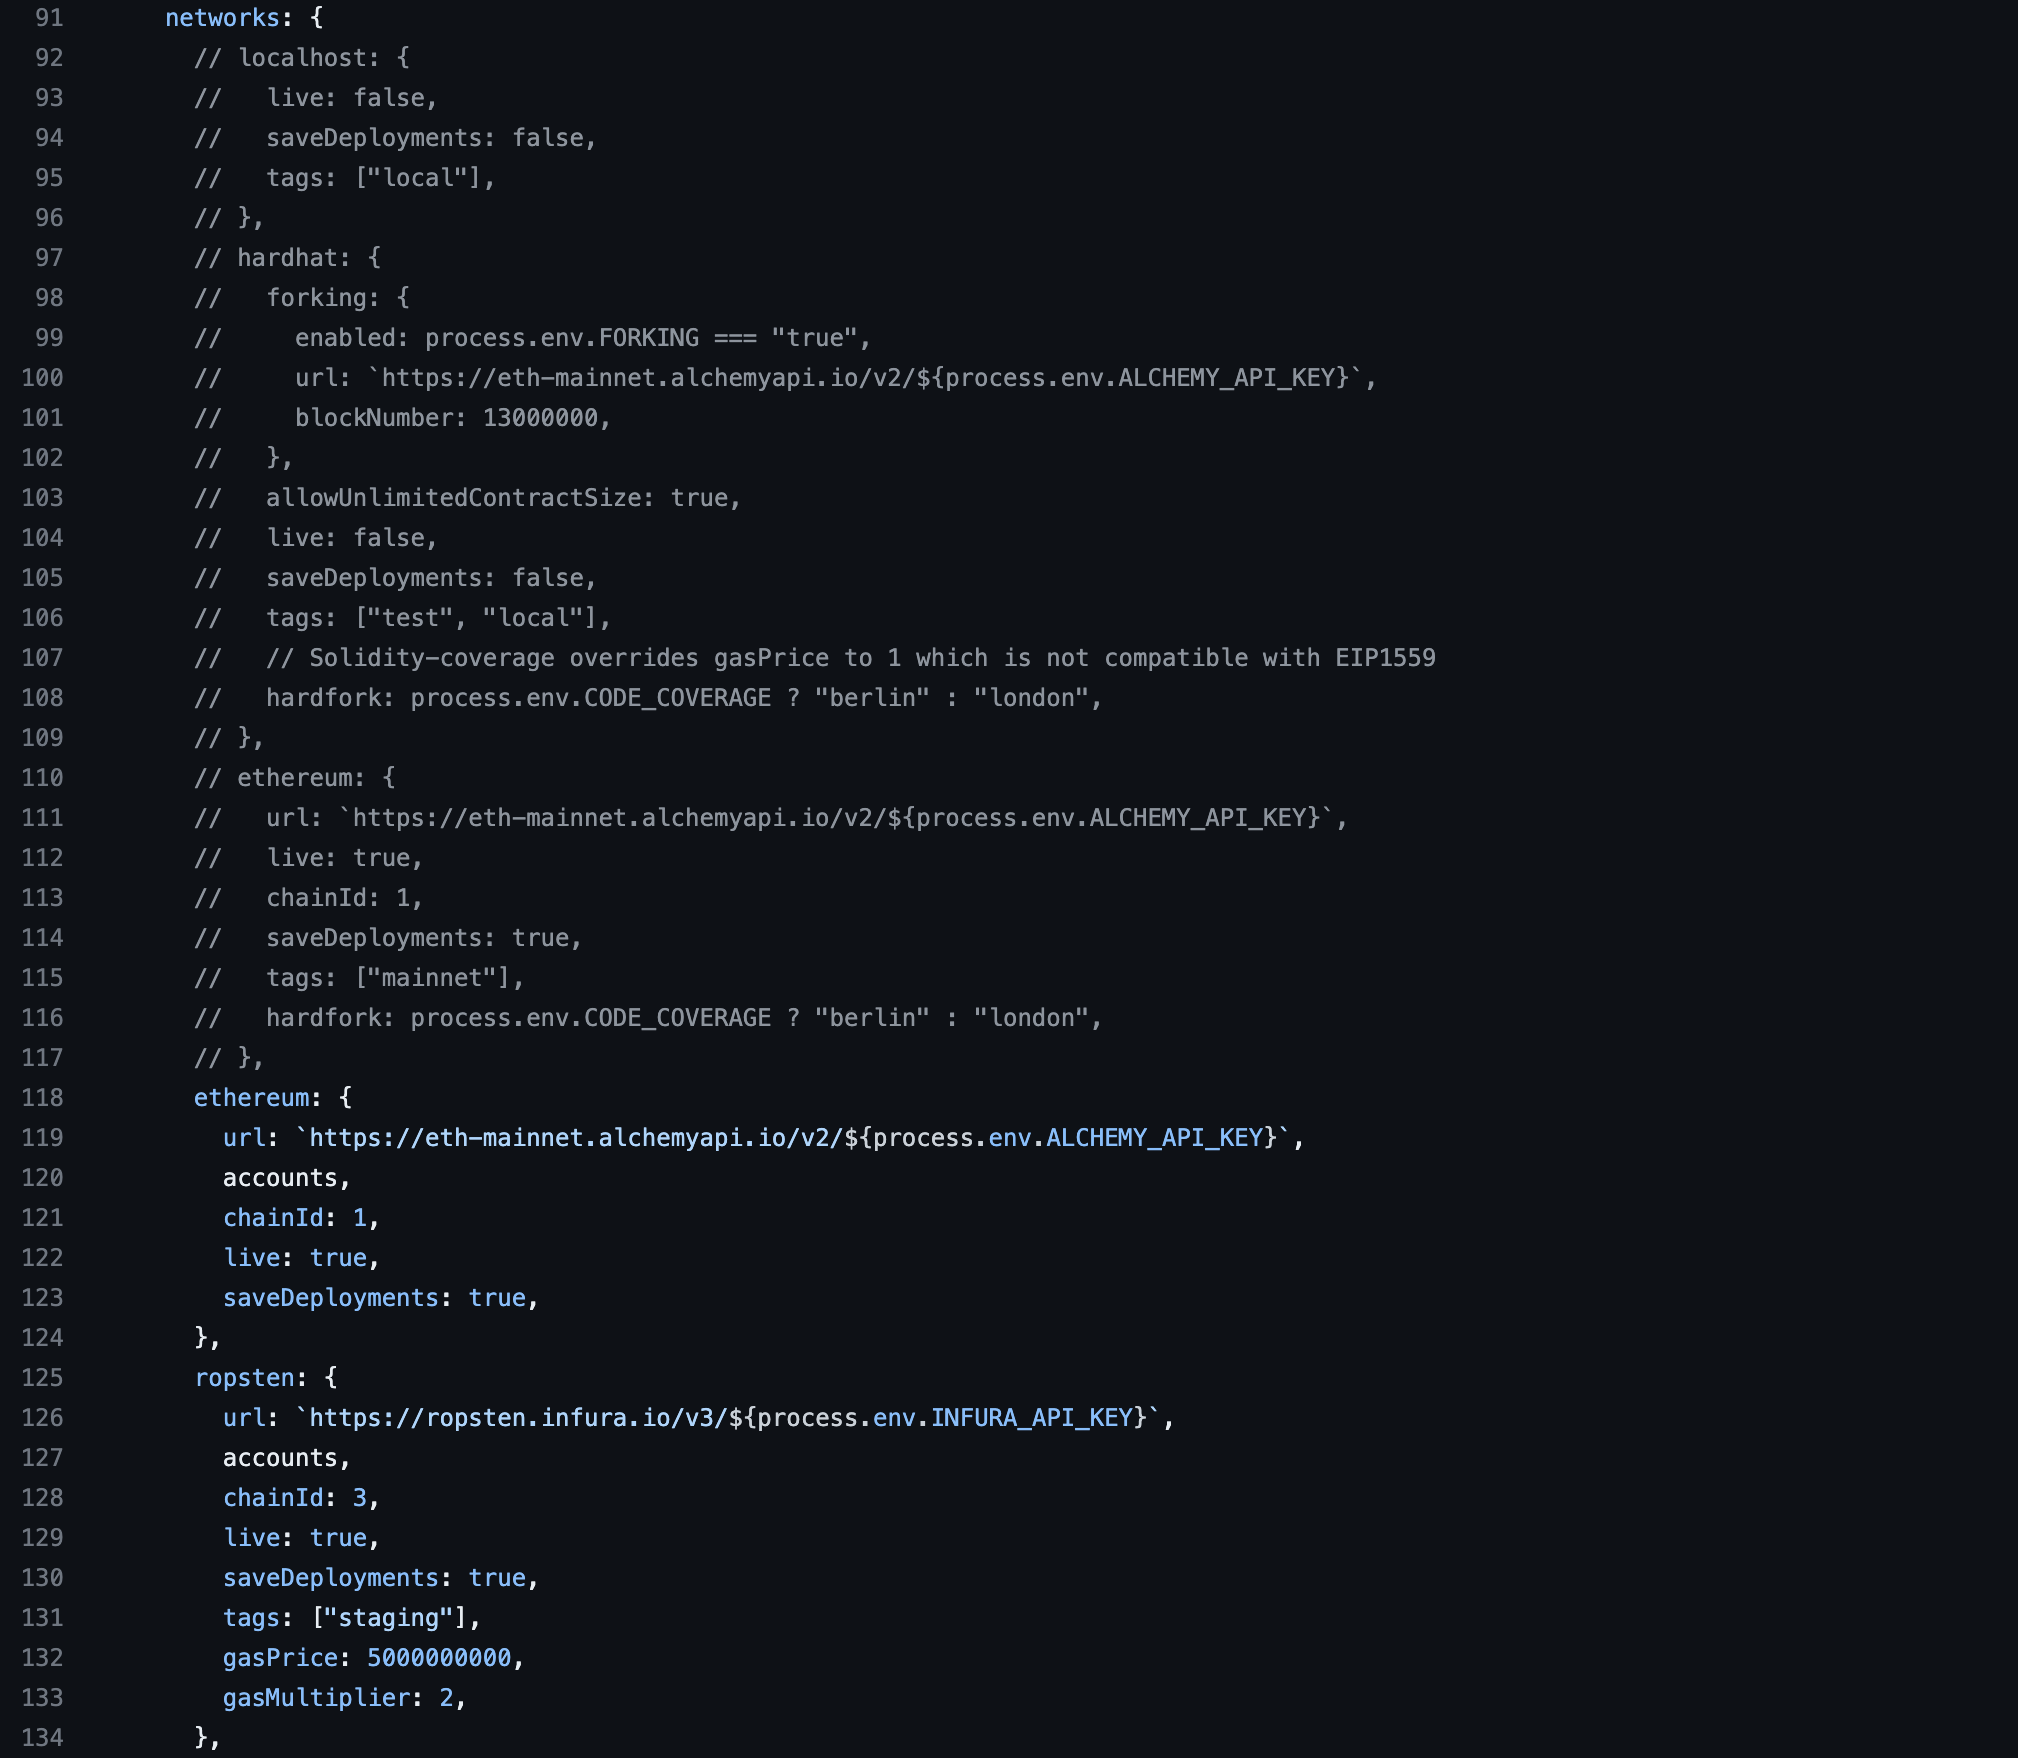 91 networks: {
92 // localhost: {
93 //   live: false,
94 //   saveDeployments: false,
95 //   tags: ["local"],
96 // },
97 // hardhat: {
98 //   forking: {
99 //     enabled: process.env.FORKING === "true",
100 //     url: `https://eth-mainnet.alchemyapi.io/v2/${process.env.ALCHEMY_API_KEY}`,
101 //     blockNumber: 13000000,
102 //   },
103 //   allowUnlimitedContractSize: true,
104 //   live: false,
105 //   saveDeployments: false,
106 //   tags: ["test", "local"],
107 //   // Solidity-coverage overrides gasPrice to 1 which is not compatible with EIP1559
108 //   hardfork: process.env.CODE_COVERAGE ? "berlin" : "london",
109 // },
110 // ethereum: {
111 //   url: `https://eth-mainnet.alchemyapi.io/v2/${process.env.ALCHEMY_API_KEY}`,
112 //   live: true,
113 //   chainId: 1,
114 //   saveDeployments: true,
115 //   tags: ["mainnet"],
116 //   hardfork: process.env.CODE_COVERAGE ? "berlin" : "london",
117 // },
118 ethereum: {
119 url: `https://eth-mainnet.alchemyapi.io/v2/${process.env.ALCHEMY_API_KEY}`,
120 accounts,
121 chainId: 1,
122 live: true,
123 saveDeployments: true,
124 },
125 ropsten: {
126 url: `https://ropsten.infura.io/v3/${process.env.INFURA_API_KEY}`,
127 accounts,
128 chainId: 3,
129 live: true,
130 saveDeployments: true,
131 tags: ["staging"],
132 gasPrice: 5000000000,
133 gasMultiplier: 2,
134 },